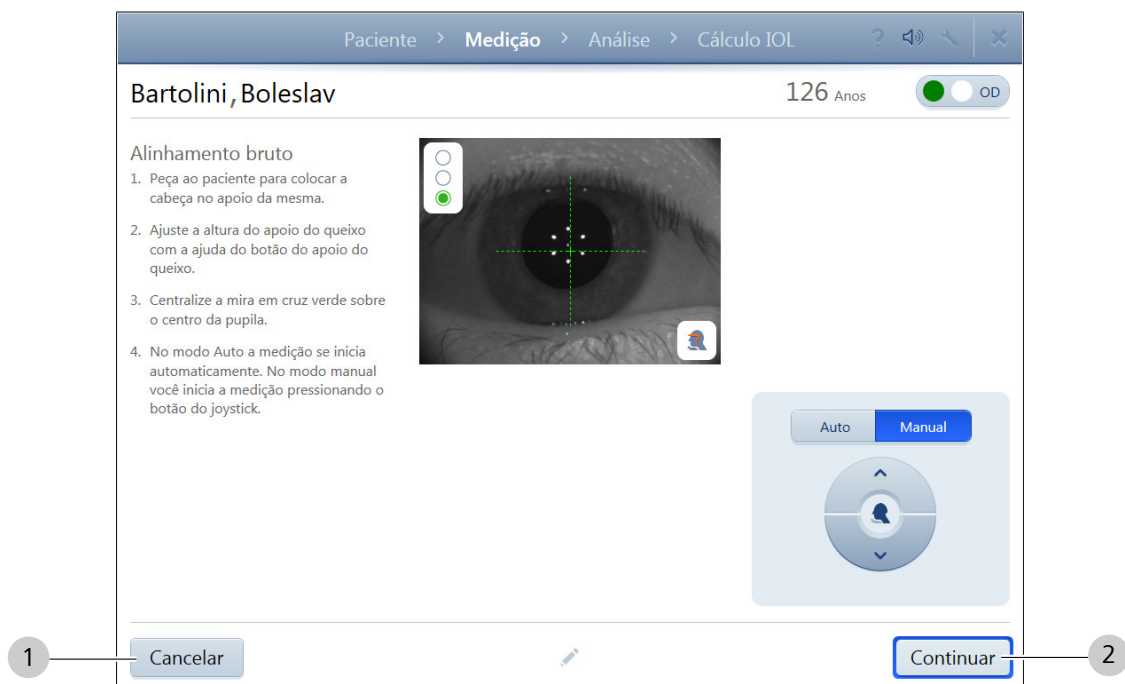 Paciente > Medição > Análise > Cálculo IOL ?
Bartolini, Boleslav 126 Anos OD
Alinhamento bruto
1. Peça ao paciente para colocar a
cabeça no apoio da mesma.
2. Ajuste a altura do apoio do queixo
com a ajuda do botão do apoio do
queixo.
3. Centralize a mira em cruz verde sobre
o centro da pupila.
4. No modo Auto a medição se inicia
automaticamente. No modo manual
você inicia a medição pressionando o
botão do joystick.
Auto Manual
1 Cancelar Continuar 2